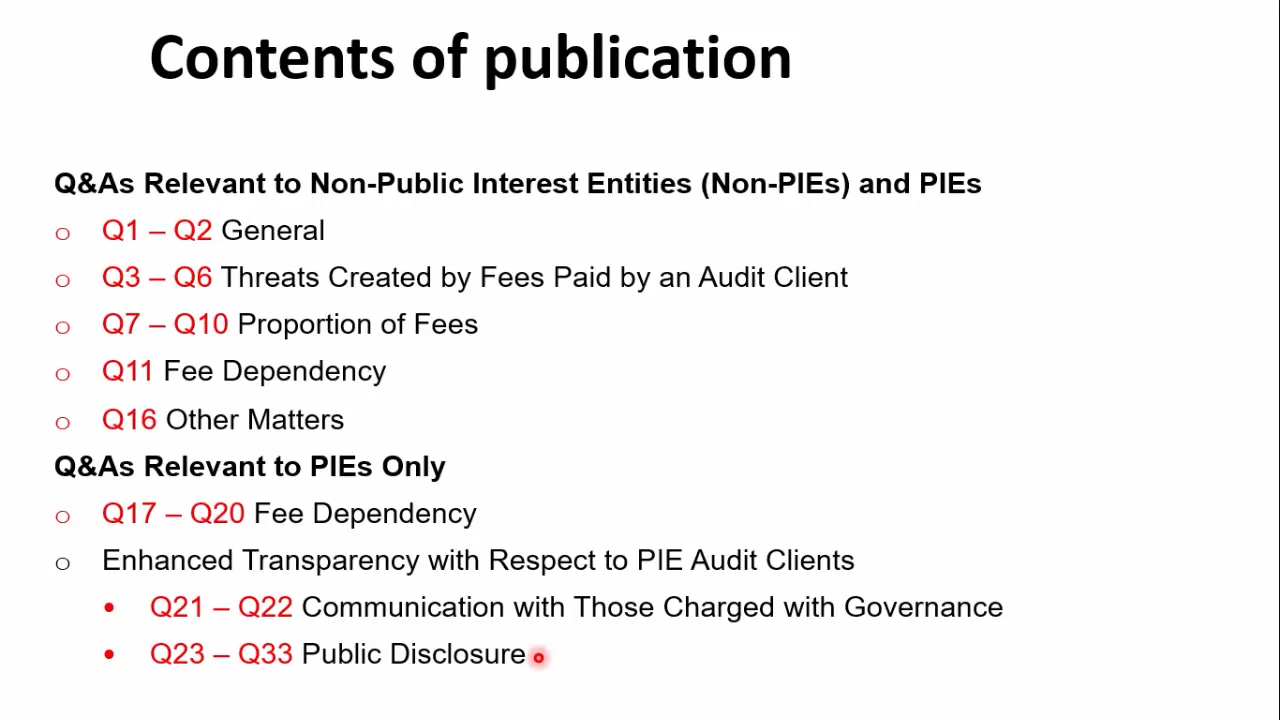 Contents of publication
Q&As Relevant to Non-Public Interest Entities (Non-PIEs) and PIEs
o Q1 – Q2 General
o Q3 – Q6 Threats Created by Fees Paid by an Audit Client
o Q7 – Q10 Proportion of Fees
o Q11 Fee Dependency
o Q16 Other Matters
Q&As Relevant to PIEs Only
o Q17 – Q20 Fee Dependency
o Enhanced Transparency with Respect to PIE Audit Clients
• Q21 – Q22 Communication with Those Charged with Governance
• Q23 – Q33 Public Disclosure